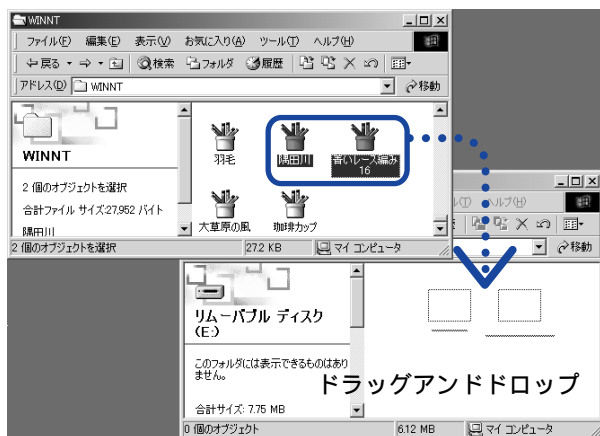 WINNT
ファイル(F) 編集(E) 表示(V) お気に入り(A) ツール(T) ヘルプ(H)
戻る 検索 フォルダ 履歴
アドレス(D) WINNT 移動
羽毛 隅田川 青いレース編み
16
WINNT
2 個のオブジェクトを選択
合計ファイル サイズ:27,952 バイト
隅田川
大草原の風 珈琲カップ
2 個のオブジェクトを選択 27.2 KB マイ コンピュータ
ヘルプ(H)
移動
リムーバブル ディスク
(E:)
このフォルダには表示できるものはあり
ません。
ドラッグアンドドロップ
合計サイズ: 7.75 MB
0 個のオブジェクト 6.12 MB マイ コンピュータ